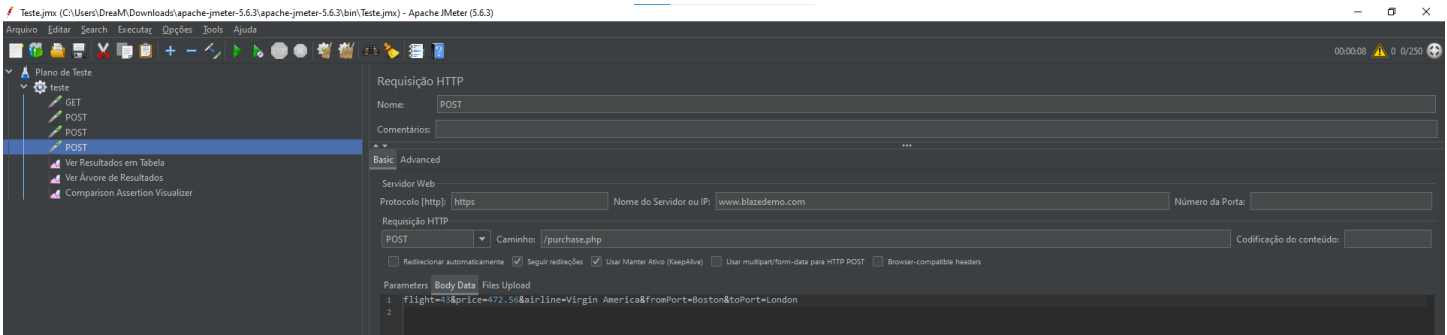 Teste.jmx (C:\Users\DreaM\Downloads\apache-jmeter-5.6.3\apache-jmeter-5.6.3\bin\Teste.jmx) - Apache JMeter (5.6.3)
Arquivo Editar Search Executar Opções Tools Ajuda
00:00:08 0 0/250
Plano de Teste
teste
GET
POST
POST
POST
Ver Resultados em Tabela
Ver Árvore de Resultados
Comparison Assertion Visualizer
Requisição HTTP
Nome: POST
Comentários:
Basic Advanced
Servidor Web
Protocolo [http]: https Nome do Servidor ou IP: www.blazedemo.com Número da Porta:
Requisição HTTP
POST Caminho: /purchase.php Codificação do conteúdo:
Redirecionar automaticamente Seguir redireções Usar Manter Ativo (KeepAlive) Usar multipart/form-data para HTTP POST Browser-compatible headers
Parameters Body Data Files Upload
1 flight=43&price=472.56&airline=Virgin America&fromPort=Boston&toPort=London
2